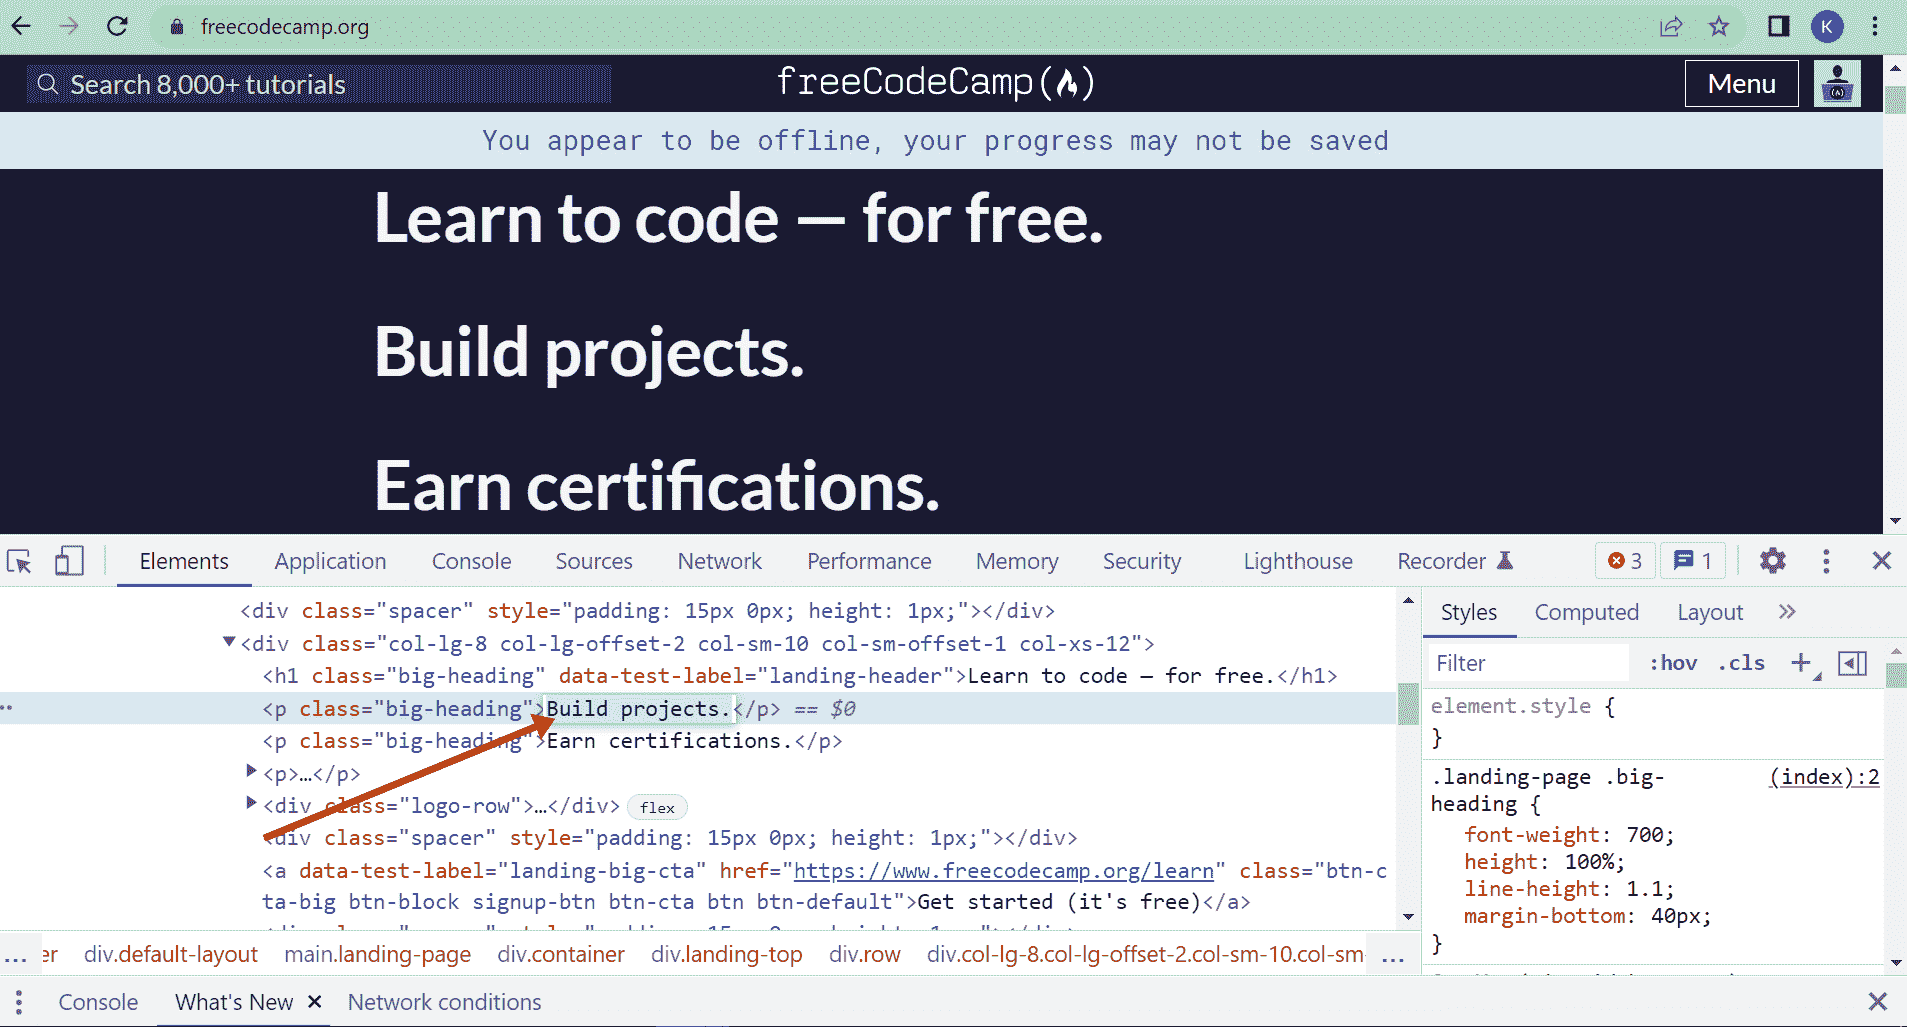 freecodecamp.org
K
Search 8,000+ tutorials
freeCodeCamp(🔥)
Menu
You appear to be offline, your progress may not be saved
Learn to code — for free.
Build projects.
Earn certifications.
Elements Application Console Sources Network Performance Memory Security Lighthouse Recorder 3 1
<div class="spacer" style="padding: 15px 0px; height: 1px;"></div>
<div class="col-lg-8 col-lg-offset-2 col-sm-10 col-sm-offset-1 col-xs-12">
<h1 class="big-heading" data-test-label="landing-header">Learn to code — for free.</h1>
<p class="big-heading">Build projects.</p> == $0
<p class="big-heading">Earn certifications.</p>
<p>…</p>
<div class="logo-row">…</div> flex
<div class="spacer" style="padding: 15px 0px; height: 1px;"></div>
<a data-test-label="landing-big-cta" href="https://www.freecodecamp.org/learn" class="btn-c
ta-big btn-block signup-btn btn-cta btn btn-default">Get started (it's free)</a>
... er div.default-layout main.landing-page div.container div.landing-top div.row div.col-lg-8.col-lg-offset-2.col-sm-10.col-sm- ...
Styles Computed Layout »
Filter :hov .cls +
element.style {
}
.landing-page .big- (index):2
heading {
font-weight: 700;
height: 100%;
line-height: 1.1;
margin-bottom: 40px;
}
Console What's New × Network conditions